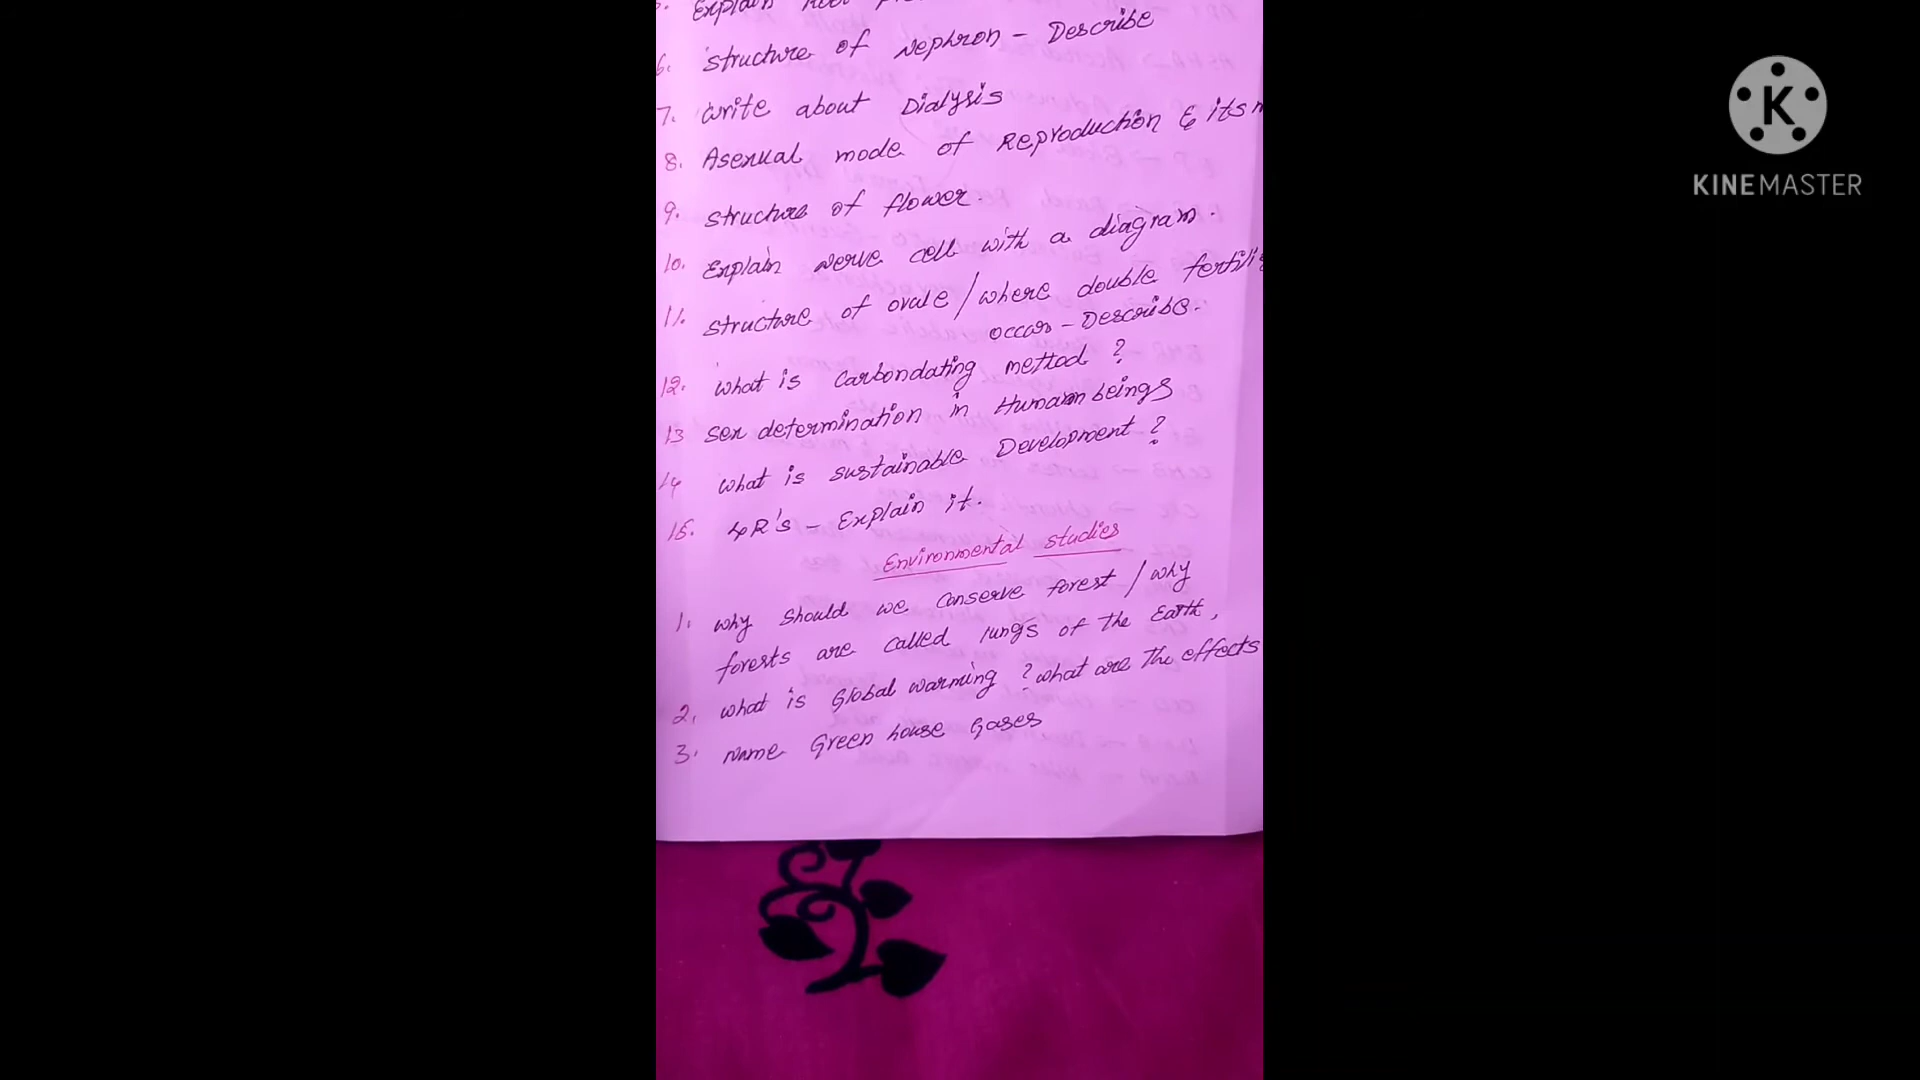 Explain
6. structure of Nephron - Describe
7. Write about Dialysis
8. Asexual mode of Reproduction & its
9. structure of flower.
10. Explain Nerve cell with a diagram.
11. structure of ovule / where double fertilis
occurs - Describe.
12. what is Carbondating method ?
13 Sex determination in Human beings
14 what is sustainable Development ?
15. 4R's - Explain it.
Environmental studies
1. why should we conserve forest / why
forests are called lungs of the Earth,
2. what is Global warming ? what are The effects
3. Name Green house Gases
K
KINEMASTER